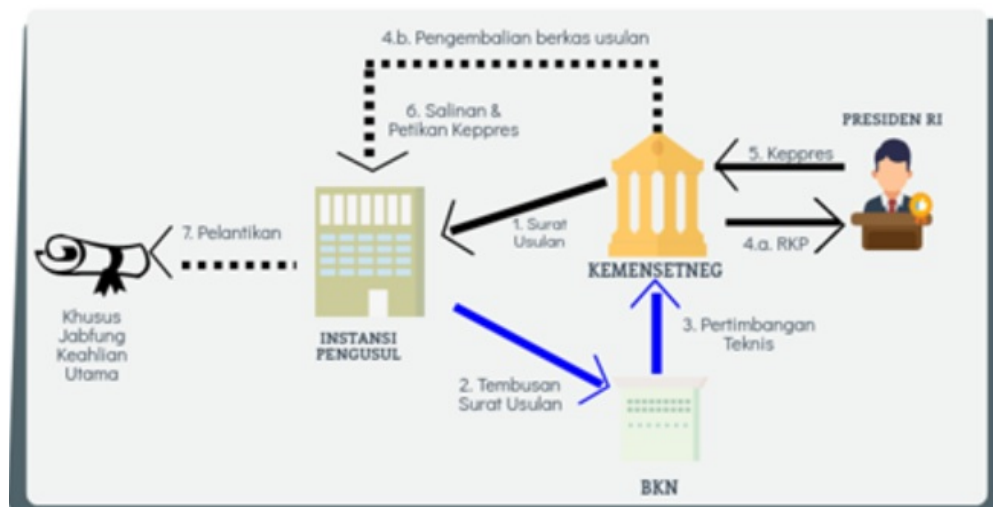 4.b. Pengembalian berkas usulan
6. Salinan &
Petikan Keppres
PRESIDEN RI
5. Keppres
7. Pelantikan
1. Surat
Usulan
4.a. RKP
KEMENSETNEG
Khusus
Jabfung
Keahlian
Utama
INSTANSI
PENGUSUL
3. Pertimbangan
Teknis
2. Tembusan
Surat Usulan
BKN